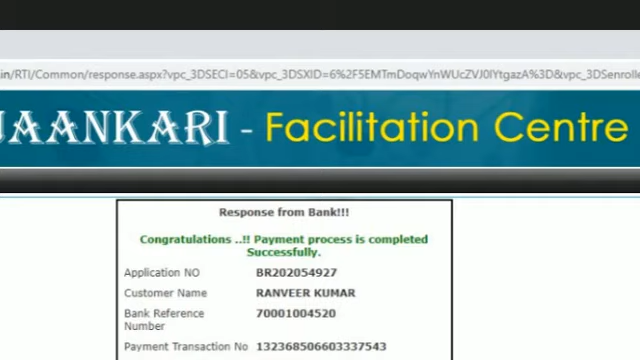 in/RTI/Common/response.aspx?vpc_3DSECI=05&vpc_3DSXID=6%2F5EMTmDoqwYnWUcZVJ0lYtgazA%3D&vpc_3DSenrolle
JAANKARI - Facilitation Centre
Response from Bank!!!
Congratulations ..!! Payment process is completed
Successfully.
Application NO BR202054927
Customer Name RANVEER KUMAR
Bank Reference Number 70001004520
Payment Transaction No 132368506603337543